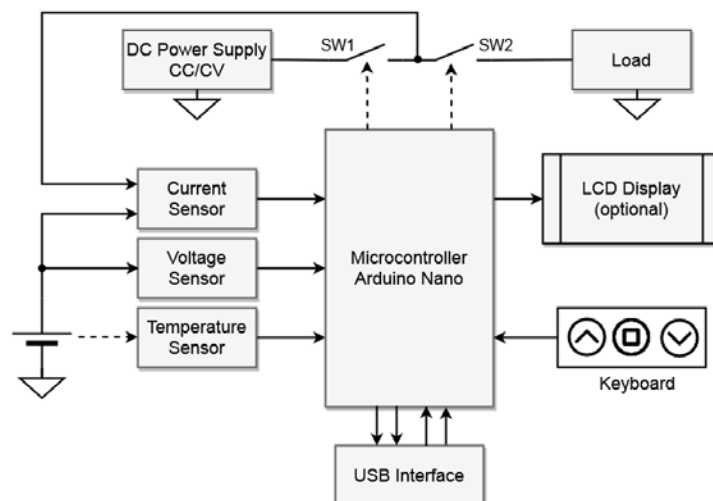 DC Power Supply
CC/CV
SW1
SW2
Load
Current
Sensor
LCD Display
(optional)
Voltage
Sensor
Microcontroller
Arduino Nano
Temperature
Sensor
Keyboard
USB Interface